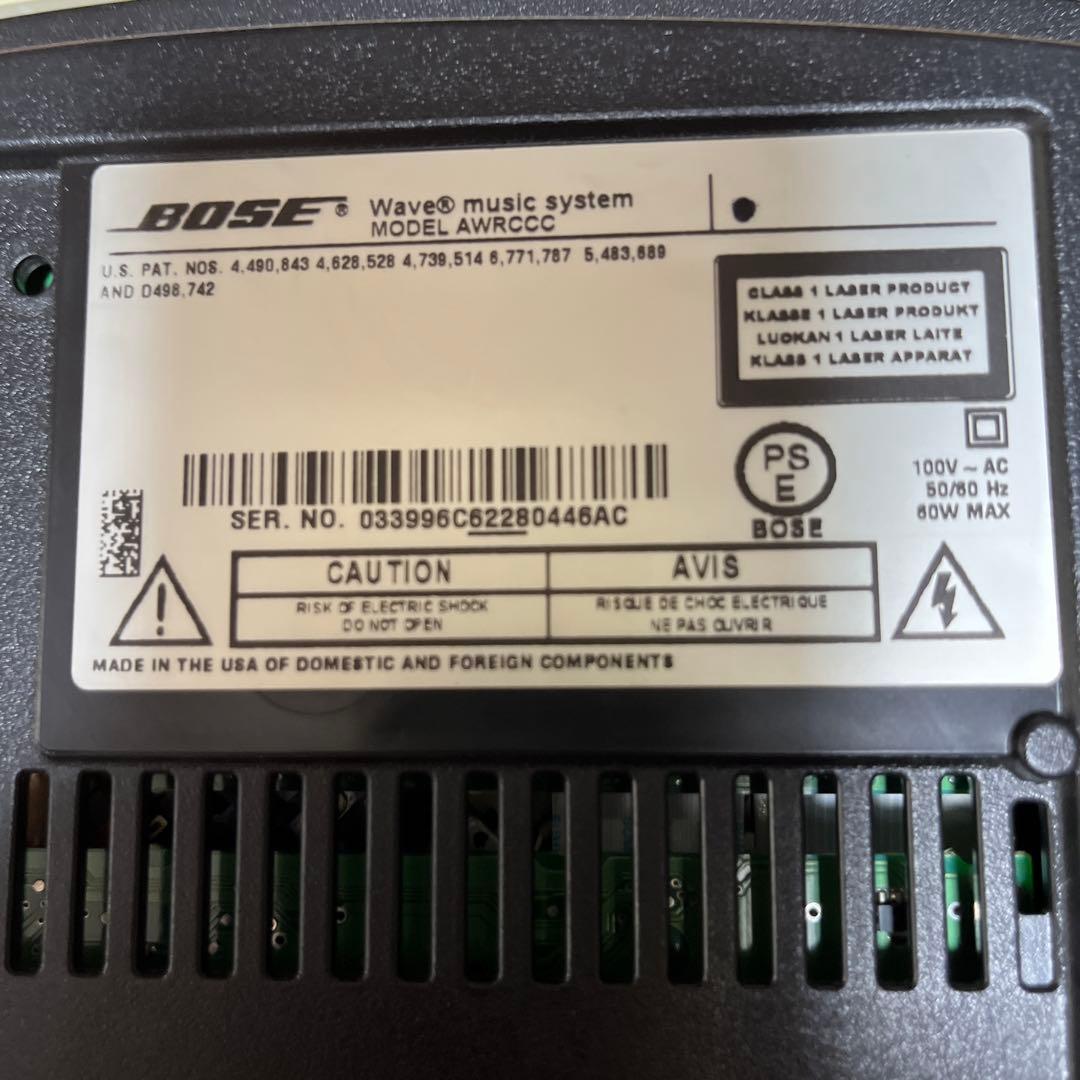 BOSE® Wave® music system
MODEL AWRCCC
U.S. PAT. NOS. 4,490,843 4,628,528 4,739,514 6,771,787 5,483,689
AND D498,742
CLASS 1 LASER PRODUCT
KLASSE 1 LASER PRODUKT
LUOKAN 1 LASER LAITE
KLASS 1 LASER APPARAT
PS
E
BOSE
100V ~ AC
50/60 Hz
60W MAX
SER. NO. 033996C62280446AC
CAUTION
RISK OF ELECTRIC SHOCK
DO NOT OPEN
AVIS
RISQUE DE CHOC ELECTRIQUE
NE PAS OUVRIR
MADE IN THE USA OF DOMESTIC AND FOREIGN COMPONENTS